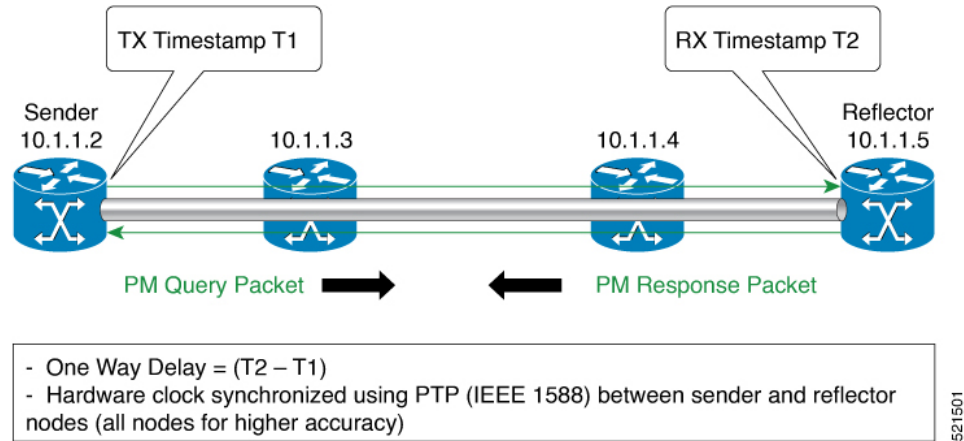 TX Timestamp T1
RX Timestamp T2
Sender
10.1.1.2
10.1.1.3
10.1.1.4
Reflector
10.1.1.5
PM Query Packet
PM Response Packet
- One Way Delay = (T2 – T1)
- Hardware clock synchronized using PTP (IEEE 1588) between sender and reflector
nodes (all nodes for higher accuracy)
521501